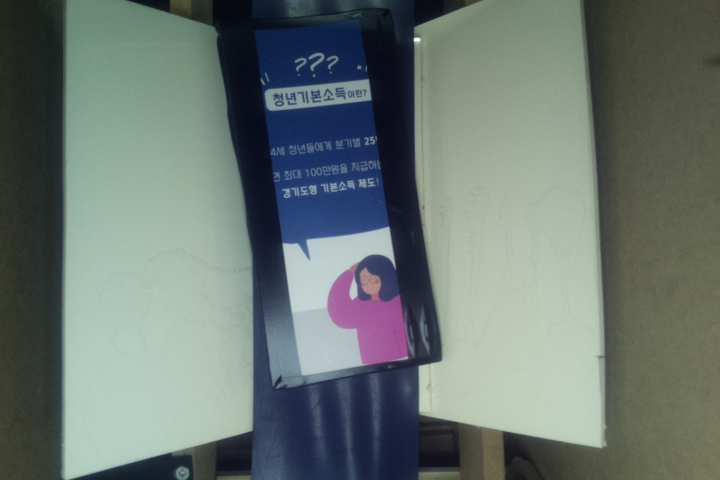 ???
청년기본소득이란?
4세 청년들에게 분기별 25
최대 100만원을 지급하는
경기도형 기본소득 제도!